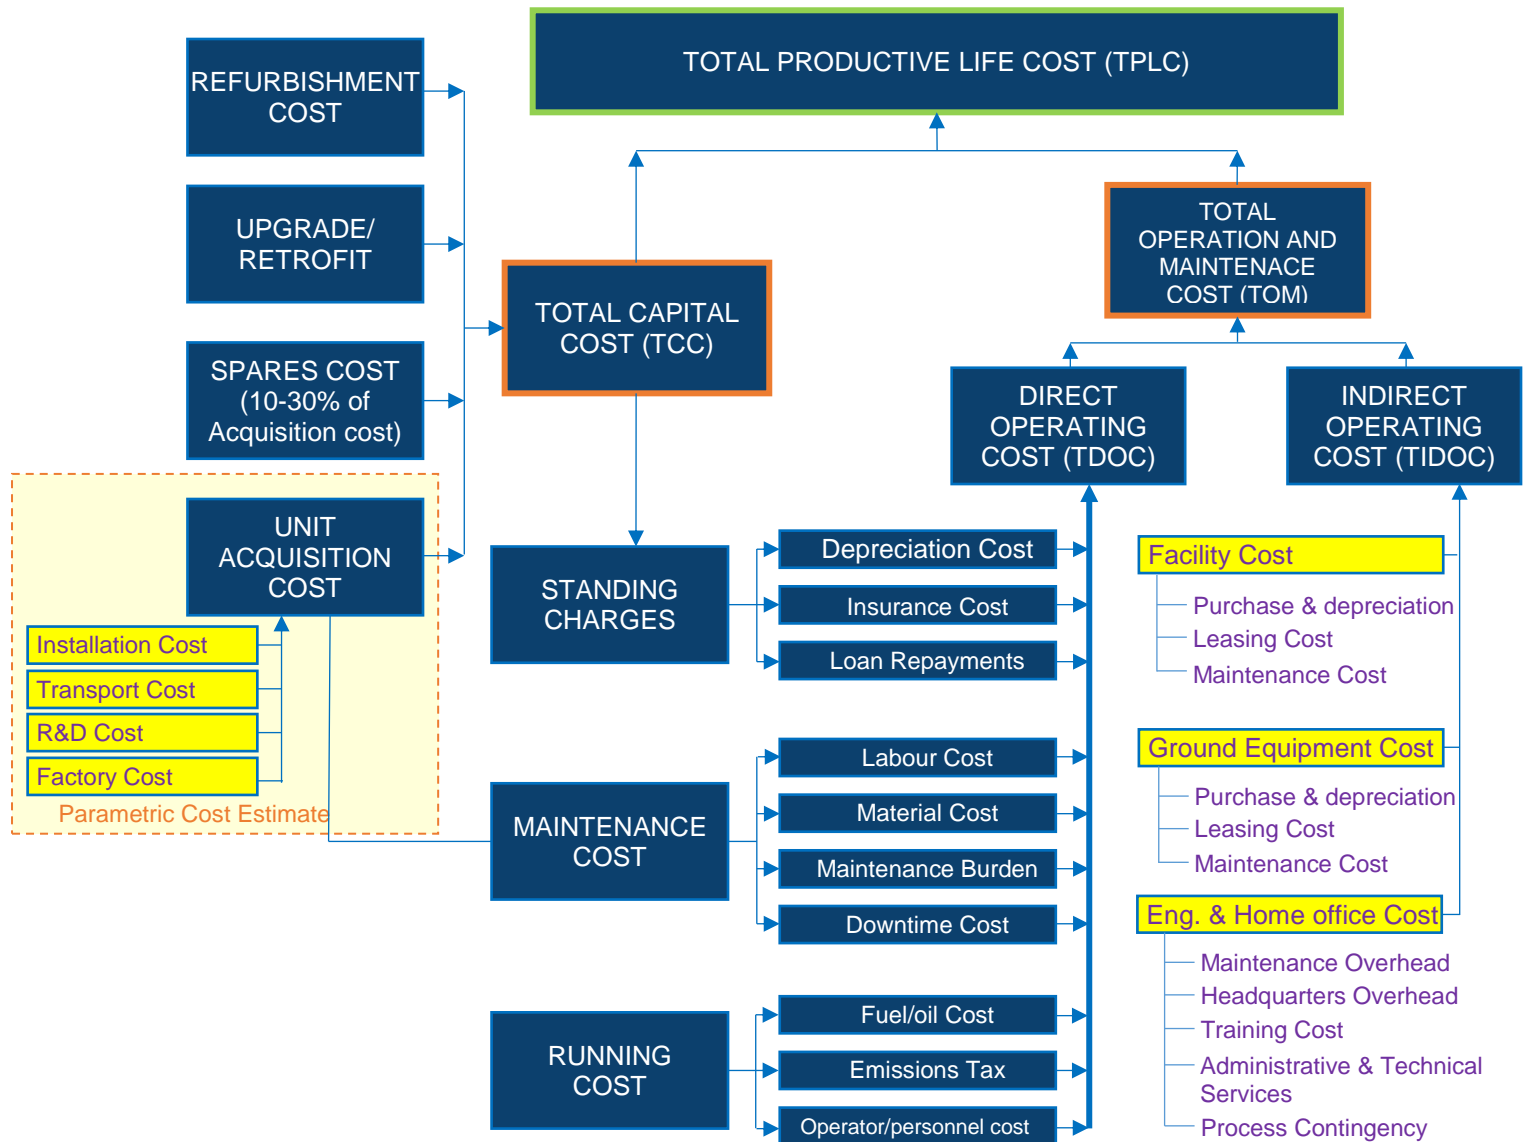 TOTAL PRODUCTIVE LIFE COST (TPLC)
REFURBISHMENT
COST
UPGRADE/
RETROFIT
SPARES COST
(10-30% of
Acquisition cost)
UNIT
ACQUISITION
COST
Installation Cost
Transport Cost
R&D Cost
Factory Cost
Parametric Cost Estimate
TOTAL CAPITAL
COST (TCC)
TOTAL
OPERATION AND
MAINTENACE
COST (TOM)
DIRECT
OPERATING
COST (TDOC)
INDIRECT
OPERATING
COST (TIDOC)
STANDING
CHARGES
Depreciation Cost
Insurance Cost
Loan Repayments
MAINTENANCE
COST
Labour Cost
Material Cost
Maintenance Burden
Downtime Cost
RUNNING
COST
Fuel/oil Cost
Emissions Tax
Operator/personnel cost
Facility Cost
Purchase & depreciation
Leasing Cost
Maintenance Cost
Ground Equipment Cost
Purchase & depreciation
Leasing Cost
Maintenance Cost
Eng. & Home office Cost
Maintenance Overhead
Headquarters Overhead
Training Cost
Administrative & Technical
Services
Process Contingency